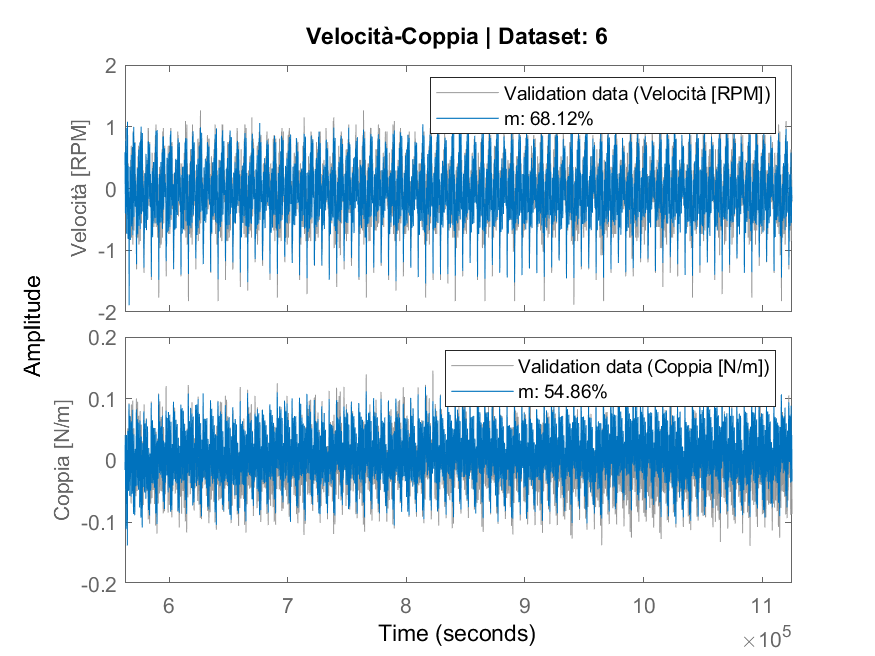 Velocità-Coppia | Dataset: 6
Amplitude
Velocità [RPM]
2
1
0
-1
-2
Validation data (Velocità [RPM])
m: 68.12%
Coppia [N/m]
0.2
0.1
0
-0.1
-0.2
Validation data (Coppia [N/m])
m: 54.86%
6 7 8 9 10 11
Time (seconds)
×10⁵